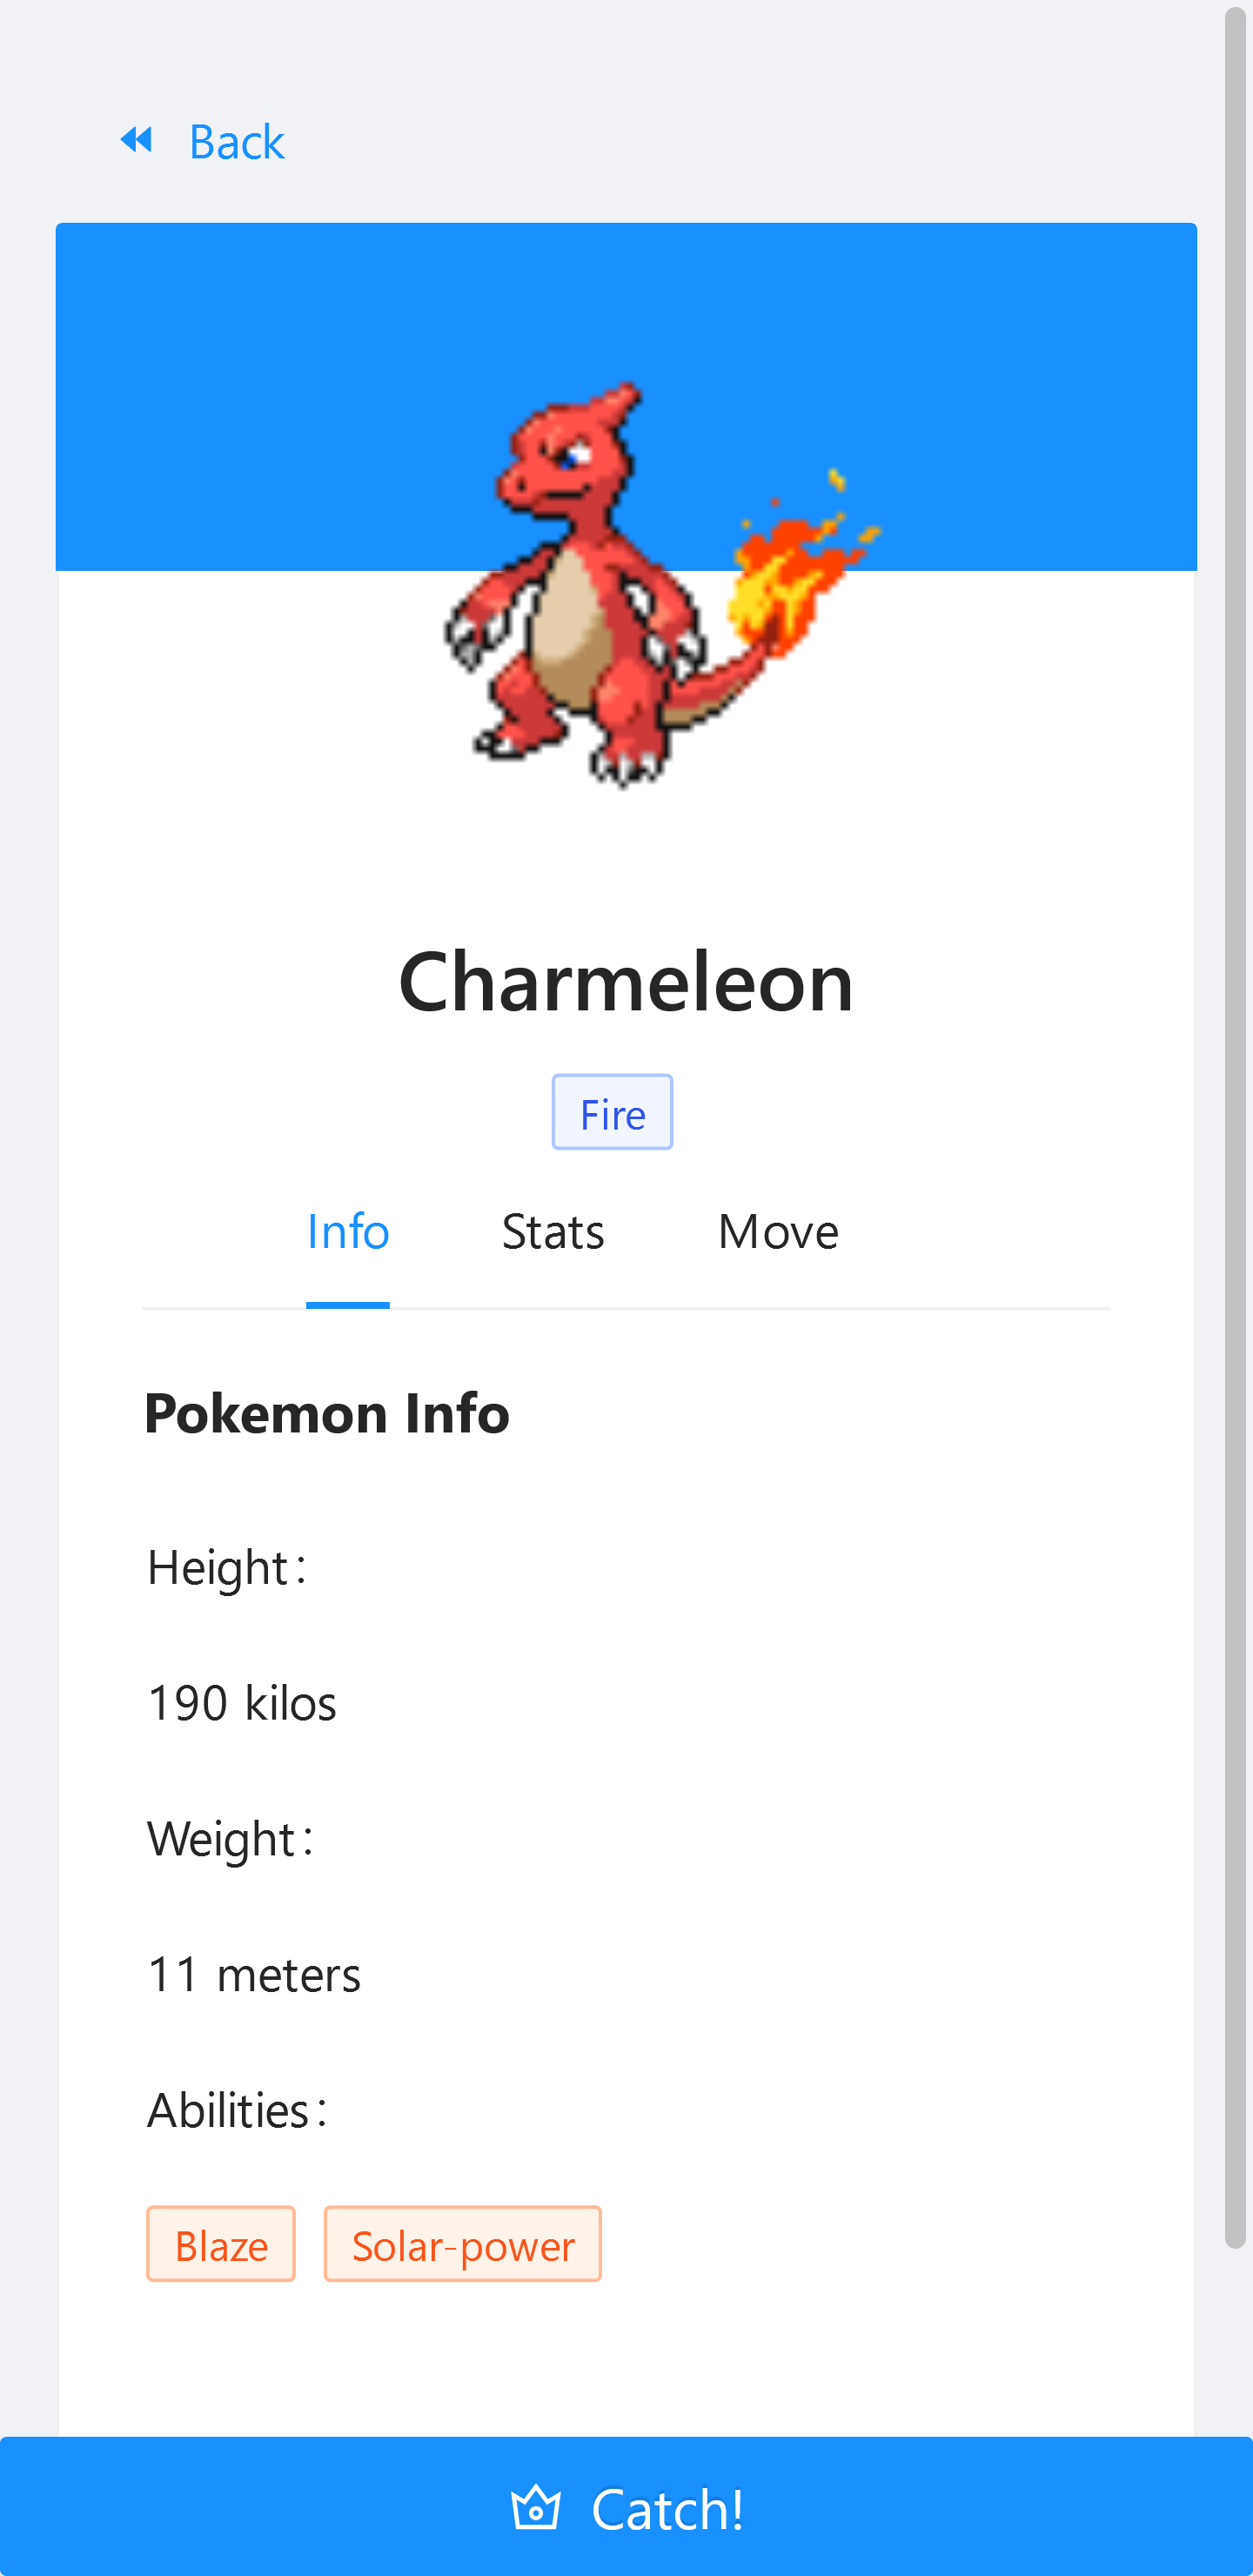 Back
Charmeleon
Fire
Info Stats Move
Pokemon Info
Height:
190 kilos
Weight:
11 meters
Abilities:
Blaze Solar-power
Catch!